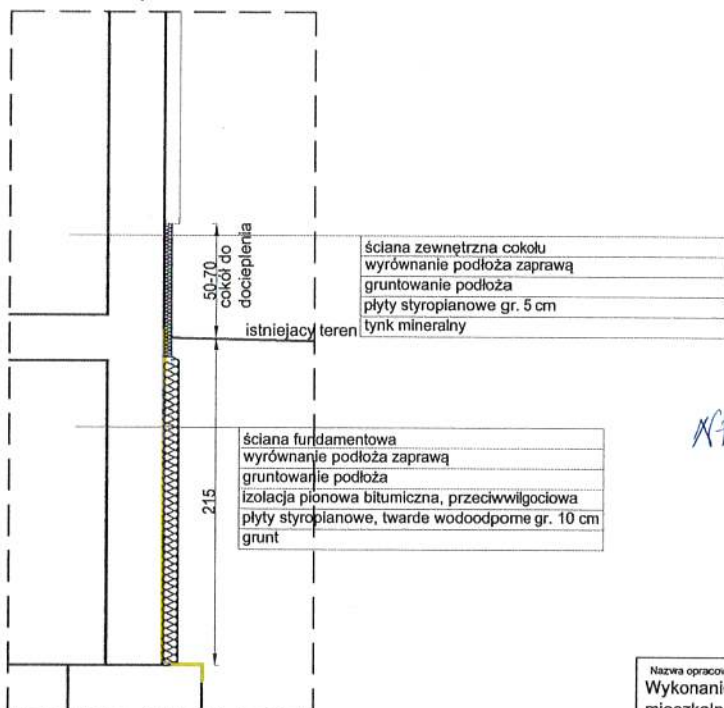 50-70
cokół do
docieplenia
ściana zewnętrzna cokołu
wyrównanie podłoża zaprawą
gruntowanie podłoża
płyty styropianowe gr. 5 cm
tynk mineralny
istniejacy teren
215
ściana fundamentowa
wyrównanie podłoża zaprawą
gruntowanie podłoża
izolacja pionowa bitumiczna, przeciwwilgociowa
płyty styropianowe, twarde wodoodporne gr. 10 cm
grunt
Nazwa opracow
Wykonanie